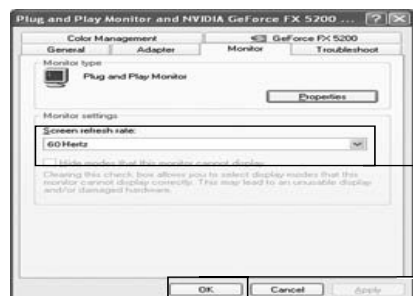 Plug and Play Monitor and NVIDIA GeForce FX 5200 ...
Color Management
GeForce FX 5200
General
Adapter
Monitor
Troubleshoot
Monitor type
Plug and Play Monitor
Properties
Monitor settings
Screen refresh rate:
60 Hertz
Hide modes that this monitor cannot display
Clearing this check box allows you to select display modes that this
monitor cannot display correctly. This may lead to an unusable display
and/or damaged hardware.
OK
Cancel
Apply